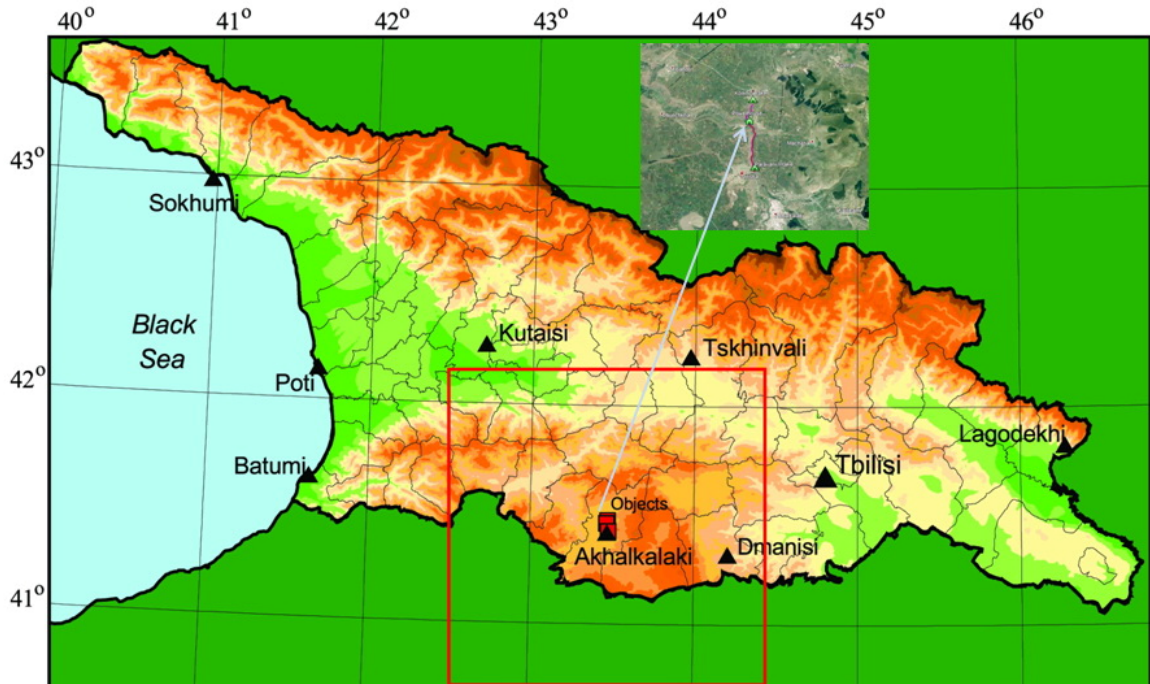 40° 41° 42° 43° 44° 45° 46°
43°
Sokhumi
Black
Sea
Kutaisi
Tskhinvali
42°
Poti
Lagodekhi
Batumi
Tbilisi
Objects
Akhalkalaki
Dmanisi
41°